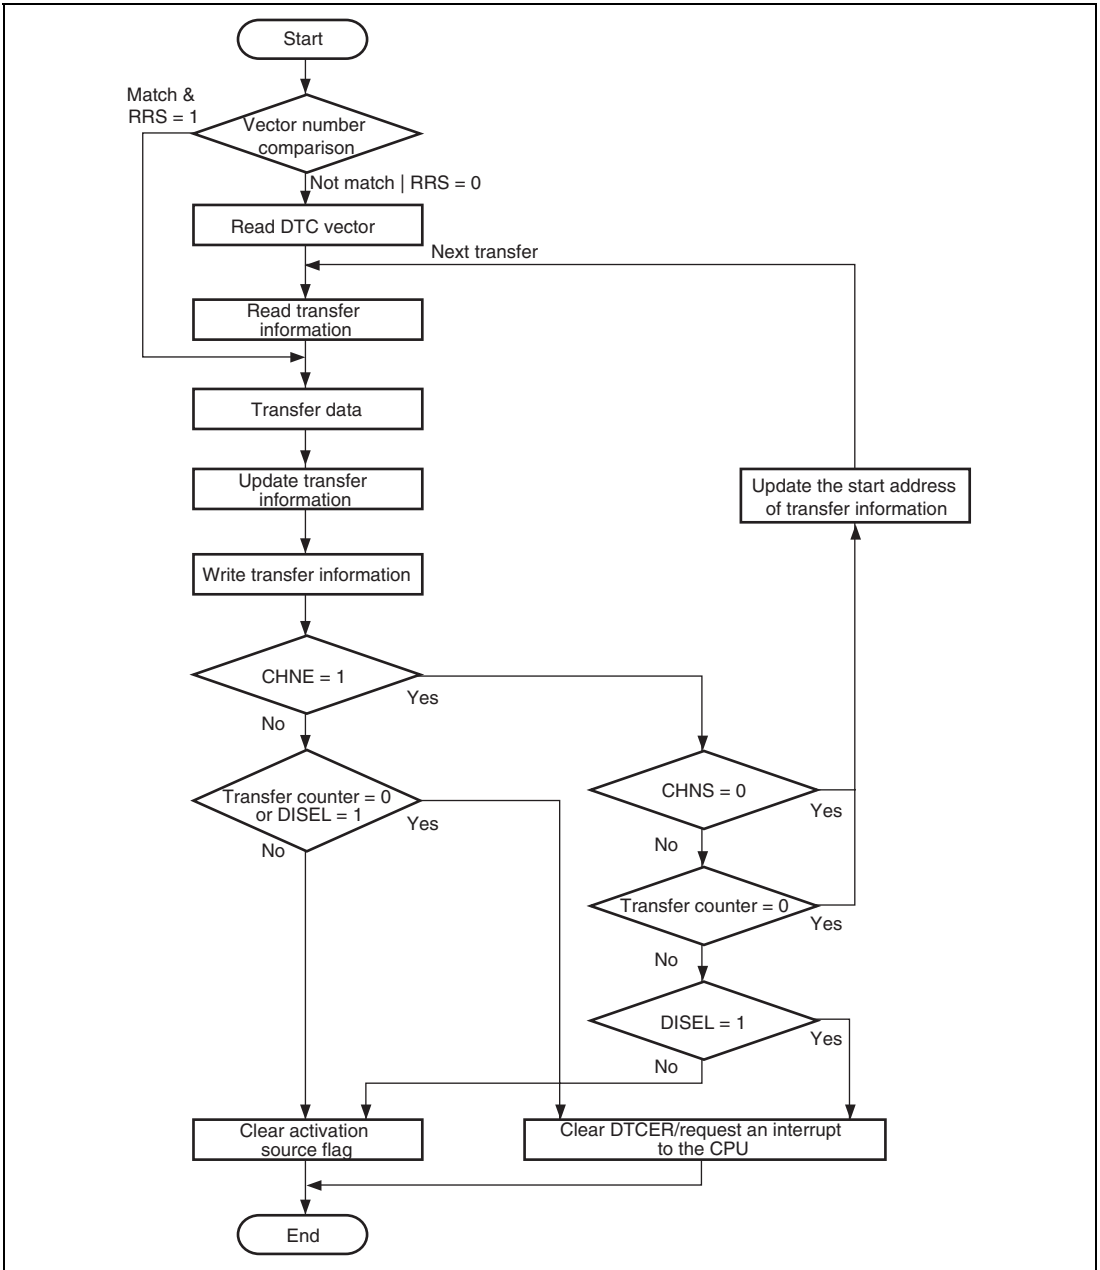 Start
Match &
RRS = 1
Vector number
comparison
Not match | RRS = 0
Read DTC vector
Next transfer
Read transfer
information
Transfer data
Update transfer
information
Update the start address
of transfer information
Write transfer information
CHNE = 1
Yes
No
Transfer counter = 0
or DISEL = 1
Yes
No
CHNS = 0
Yes
No
Transfer counter = 0
Yes
No
DISEL = 1
Yes
No
Clear activation
source flag
Clear DTCER/request an interrupt
to the CPU
End